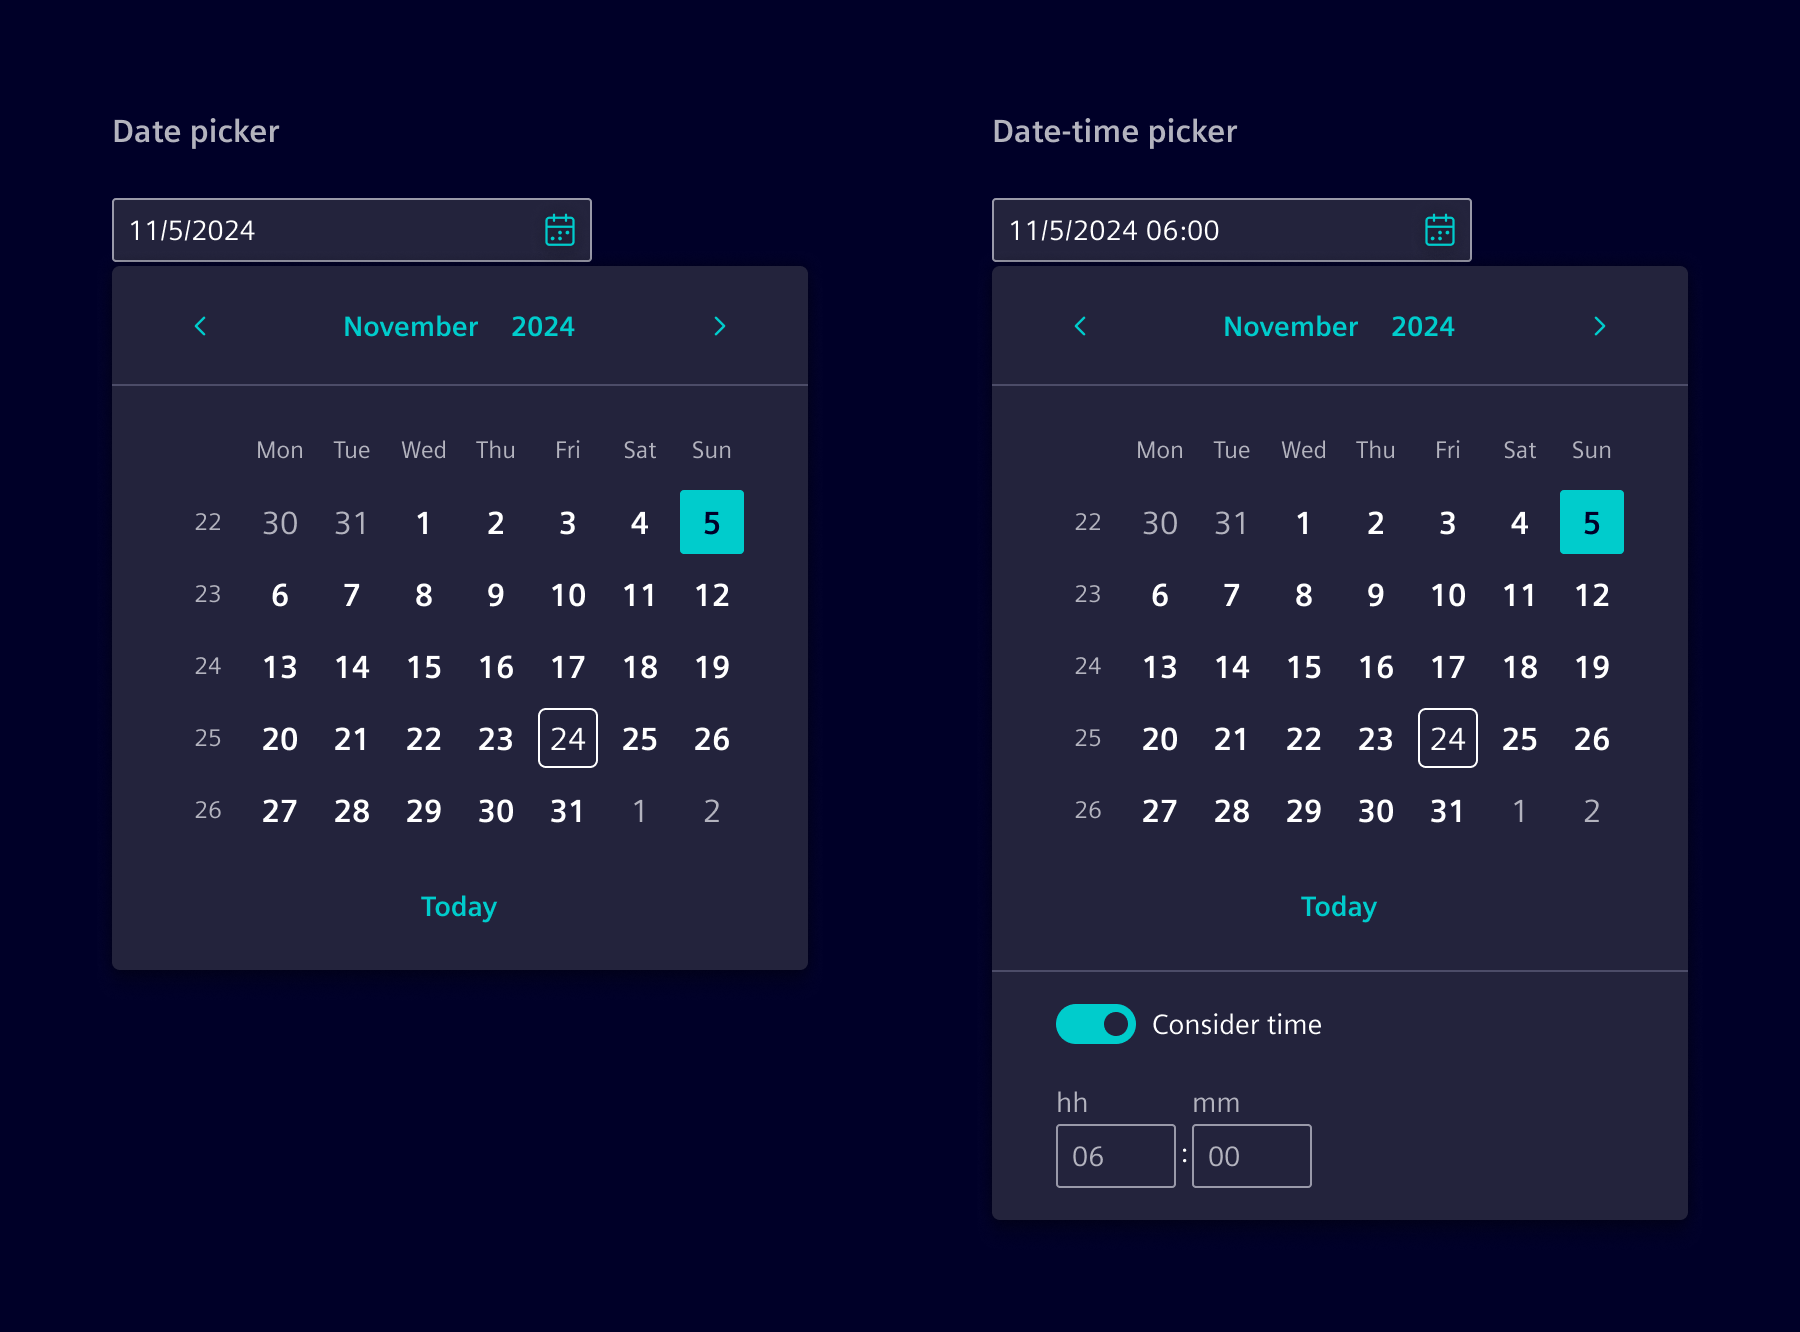 Date picker
11/5/2024
November 2024
Mon Tue Wed Thu Fri Sat Sun
22 30 31 1 2 3 4 5
23 6 7 8 9 10 11 12
24 13 14 15 16 17 18 19
25 20 21 22 23 24 25 26
26 27 28 29 30 31 1 2
Today
Date-time picker
11/5/2024 06:00
November 2024
Mon Tue Wed Thu Fri Sat Sun
22 30 31 1 2 3 4 5
23 6 7 8 9 10 11 12
24 13 14 15 16 17 18 19
25 20 21 22 23 24 25 26
26 27 28 29 30 31 1 2
Today
Consider time
hh mm
06 : 00